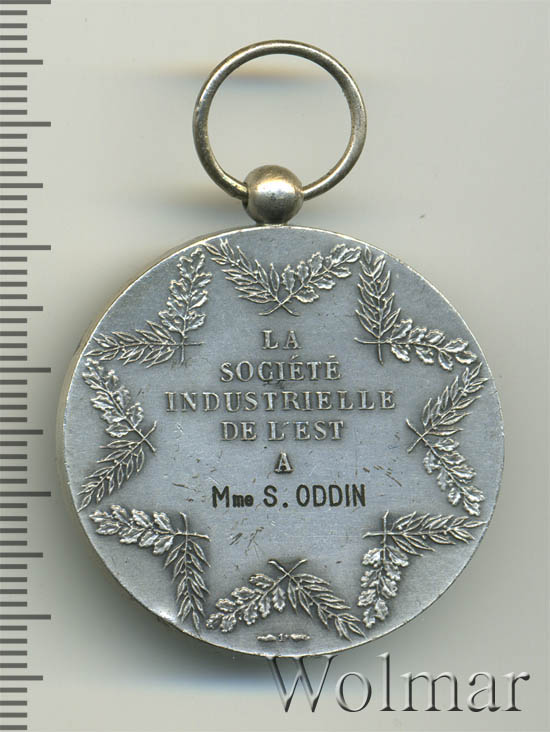 LA
SOCIÉTÉ
INDUSTRIELLE
DE L'EST
A
Mme S. ODDIN
Wolmar